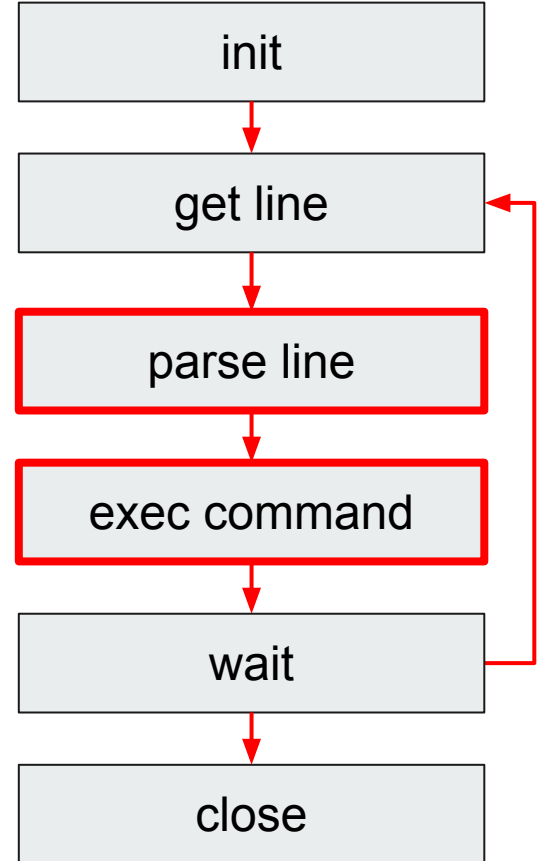 init
get line
parse line
exec command
wait
close